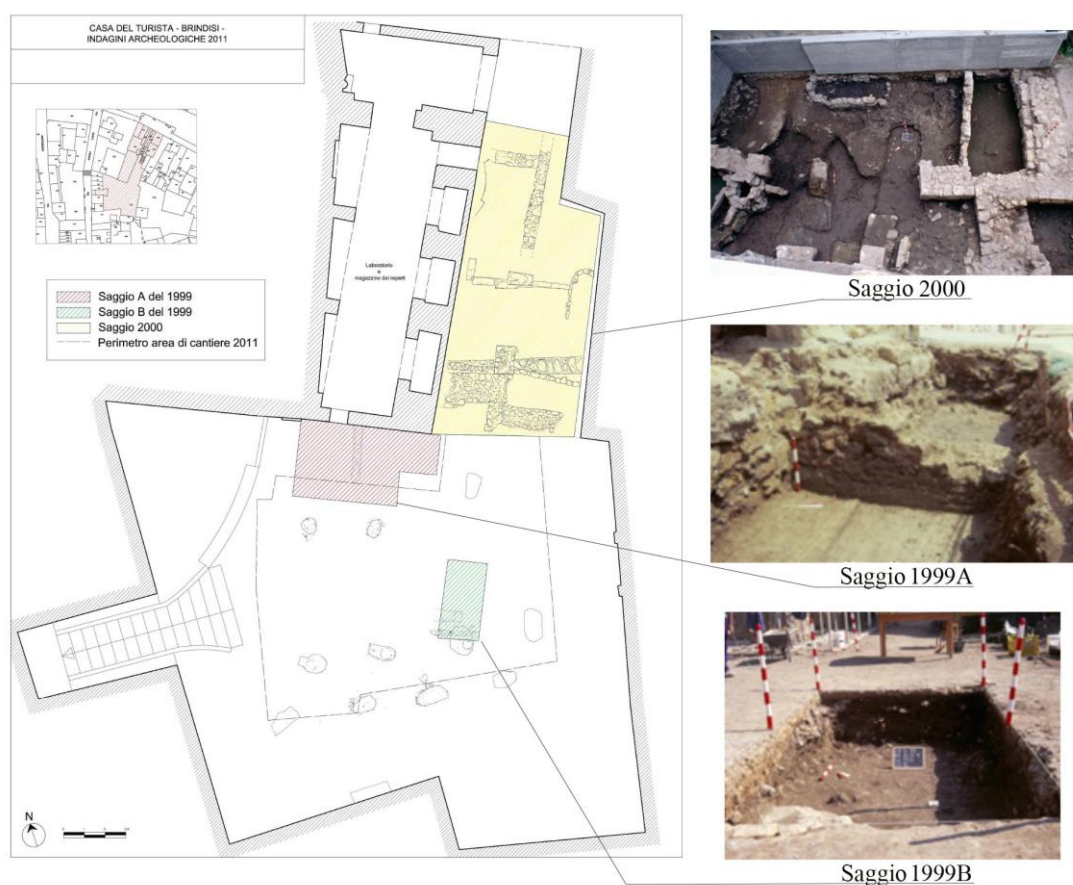 CASA DEL TURISTA - BRINDISI -
INDAGINI ARCHEOLOGICHE 2011
Laboratorio
e
magazzino dei reperti
Saggio A del 1999
Saggio B del 1999
Saggio 2000
Perimetro area di cantiere 2011
N
Saggio 2000
Saggio 1999A
Saggio 1999B